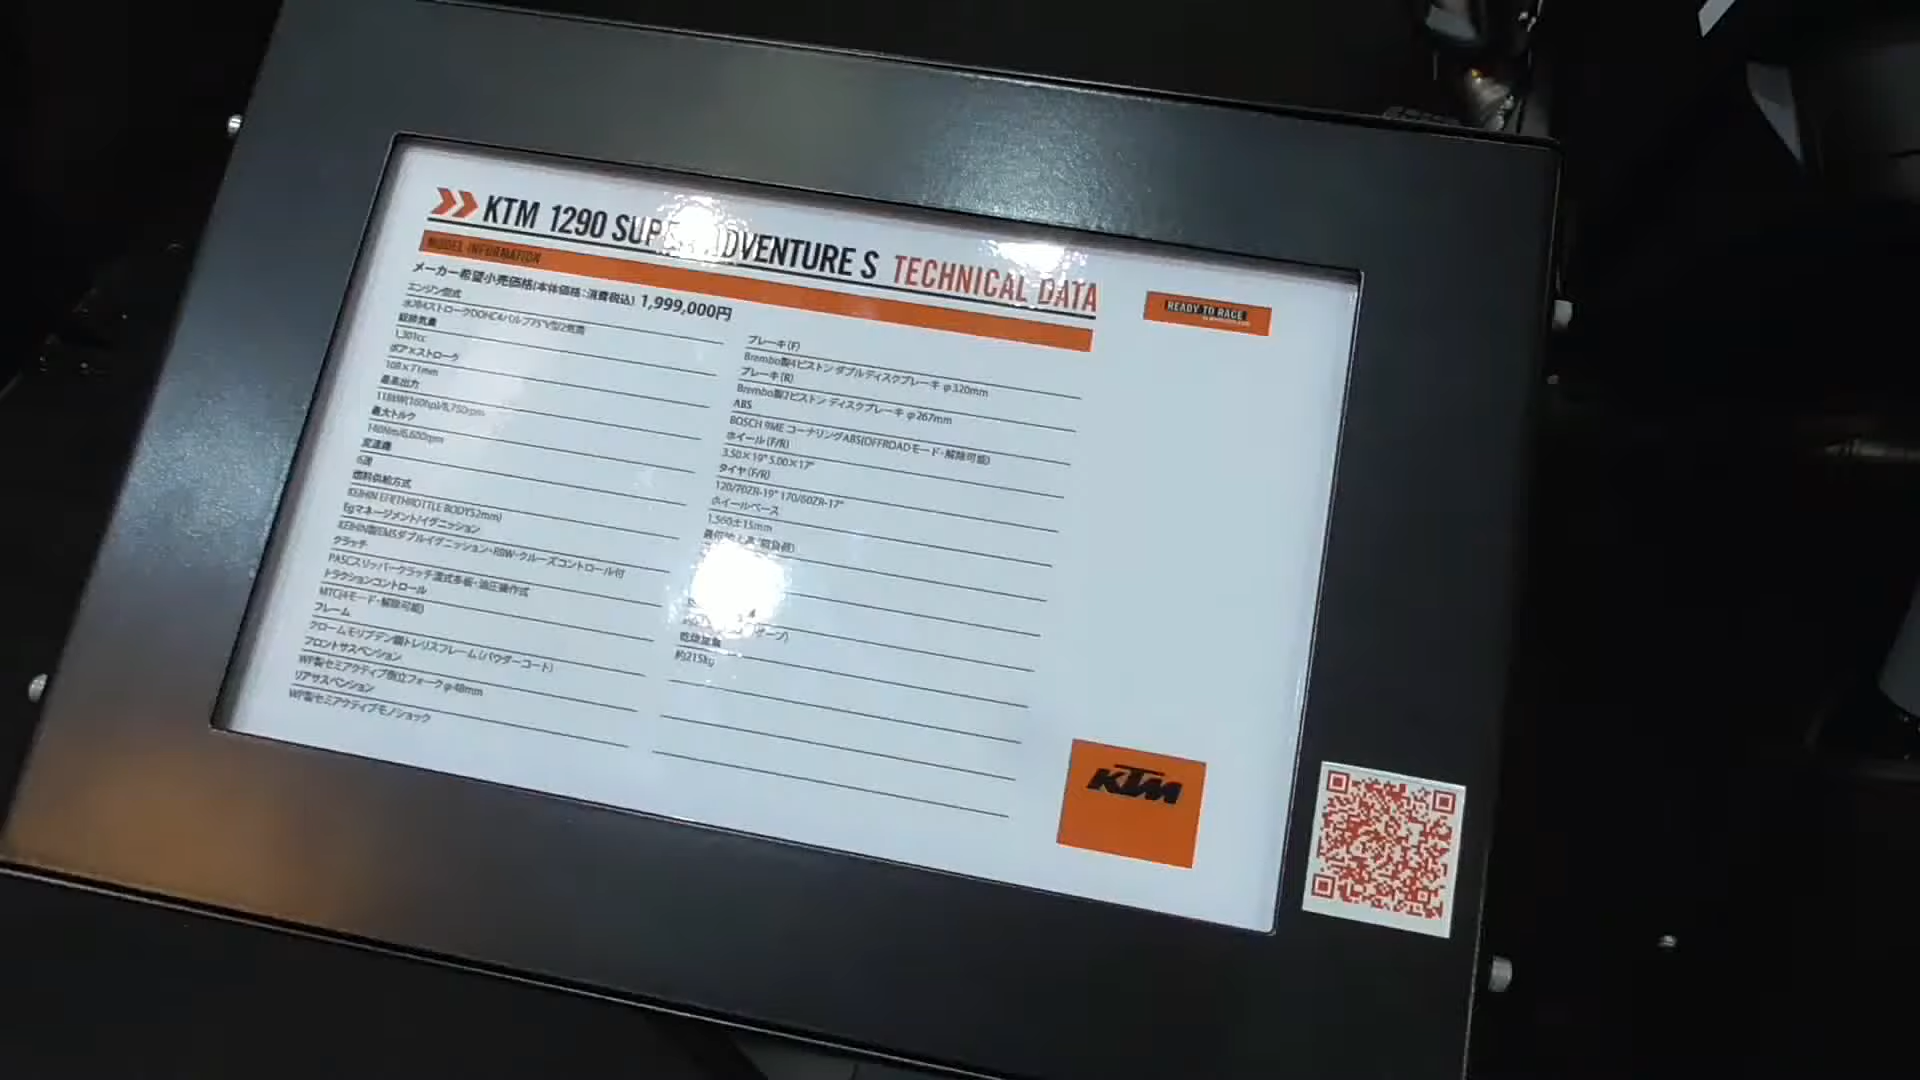 KTM 1290 SUPER ADVENTURE S TECHNICAL DATA
MODEL INFORMATION
READY TO RACE
メーカー希望小売価格(本体価格:消費税込) 1,999,000円
エンジン型式
水冷4ストロークDOHC4バルブ75°V型2気筒
総排気量
1,301cc
ボア×ストローク
108×71mm
最高出力
118kW(160hp)/8,750rpm
最大トルク
140Nm/6,600rpm
変速機
6速
燃料供給方式
KEIHIN EFI(THROTTLE BODY52mm)
Egマネージメント/イグニッション
KEIHIN製EMSダブルイグニッション・RBW・クルーズコントロール付
クラッチ
PASCスリッパークラッチ湿式多板・油圧操作式
トラクションコントロール
MTC(4モード・解除可能)
フレーム
クロームモリブデン鋼トレリスフレーム(パウダーコート)
フロントサスペンション
WP製セミアクティブ倒立フォークφ48mm
リアサスペンション
WP製セミアクティブモノショック
ブレーキ(F)
Brembo製4ピストン ダブルディスクブレーキ φ320mm
ブレーキ(R)
Brembo製2ピストン ディスクブレーキ φ267mm
ABS
BOSCH 9ME コーナリングABS(OFFROADモード・解除可能)
ホイール(F/R)
3.50×19" 5.00×17"
タイヤ(F/R)
120/70ZR-19" 170/60ZR-17"
ホイールベース
1,560±15mm
最低地上高(無負荷)
乾燥重量
約215kg
KTM